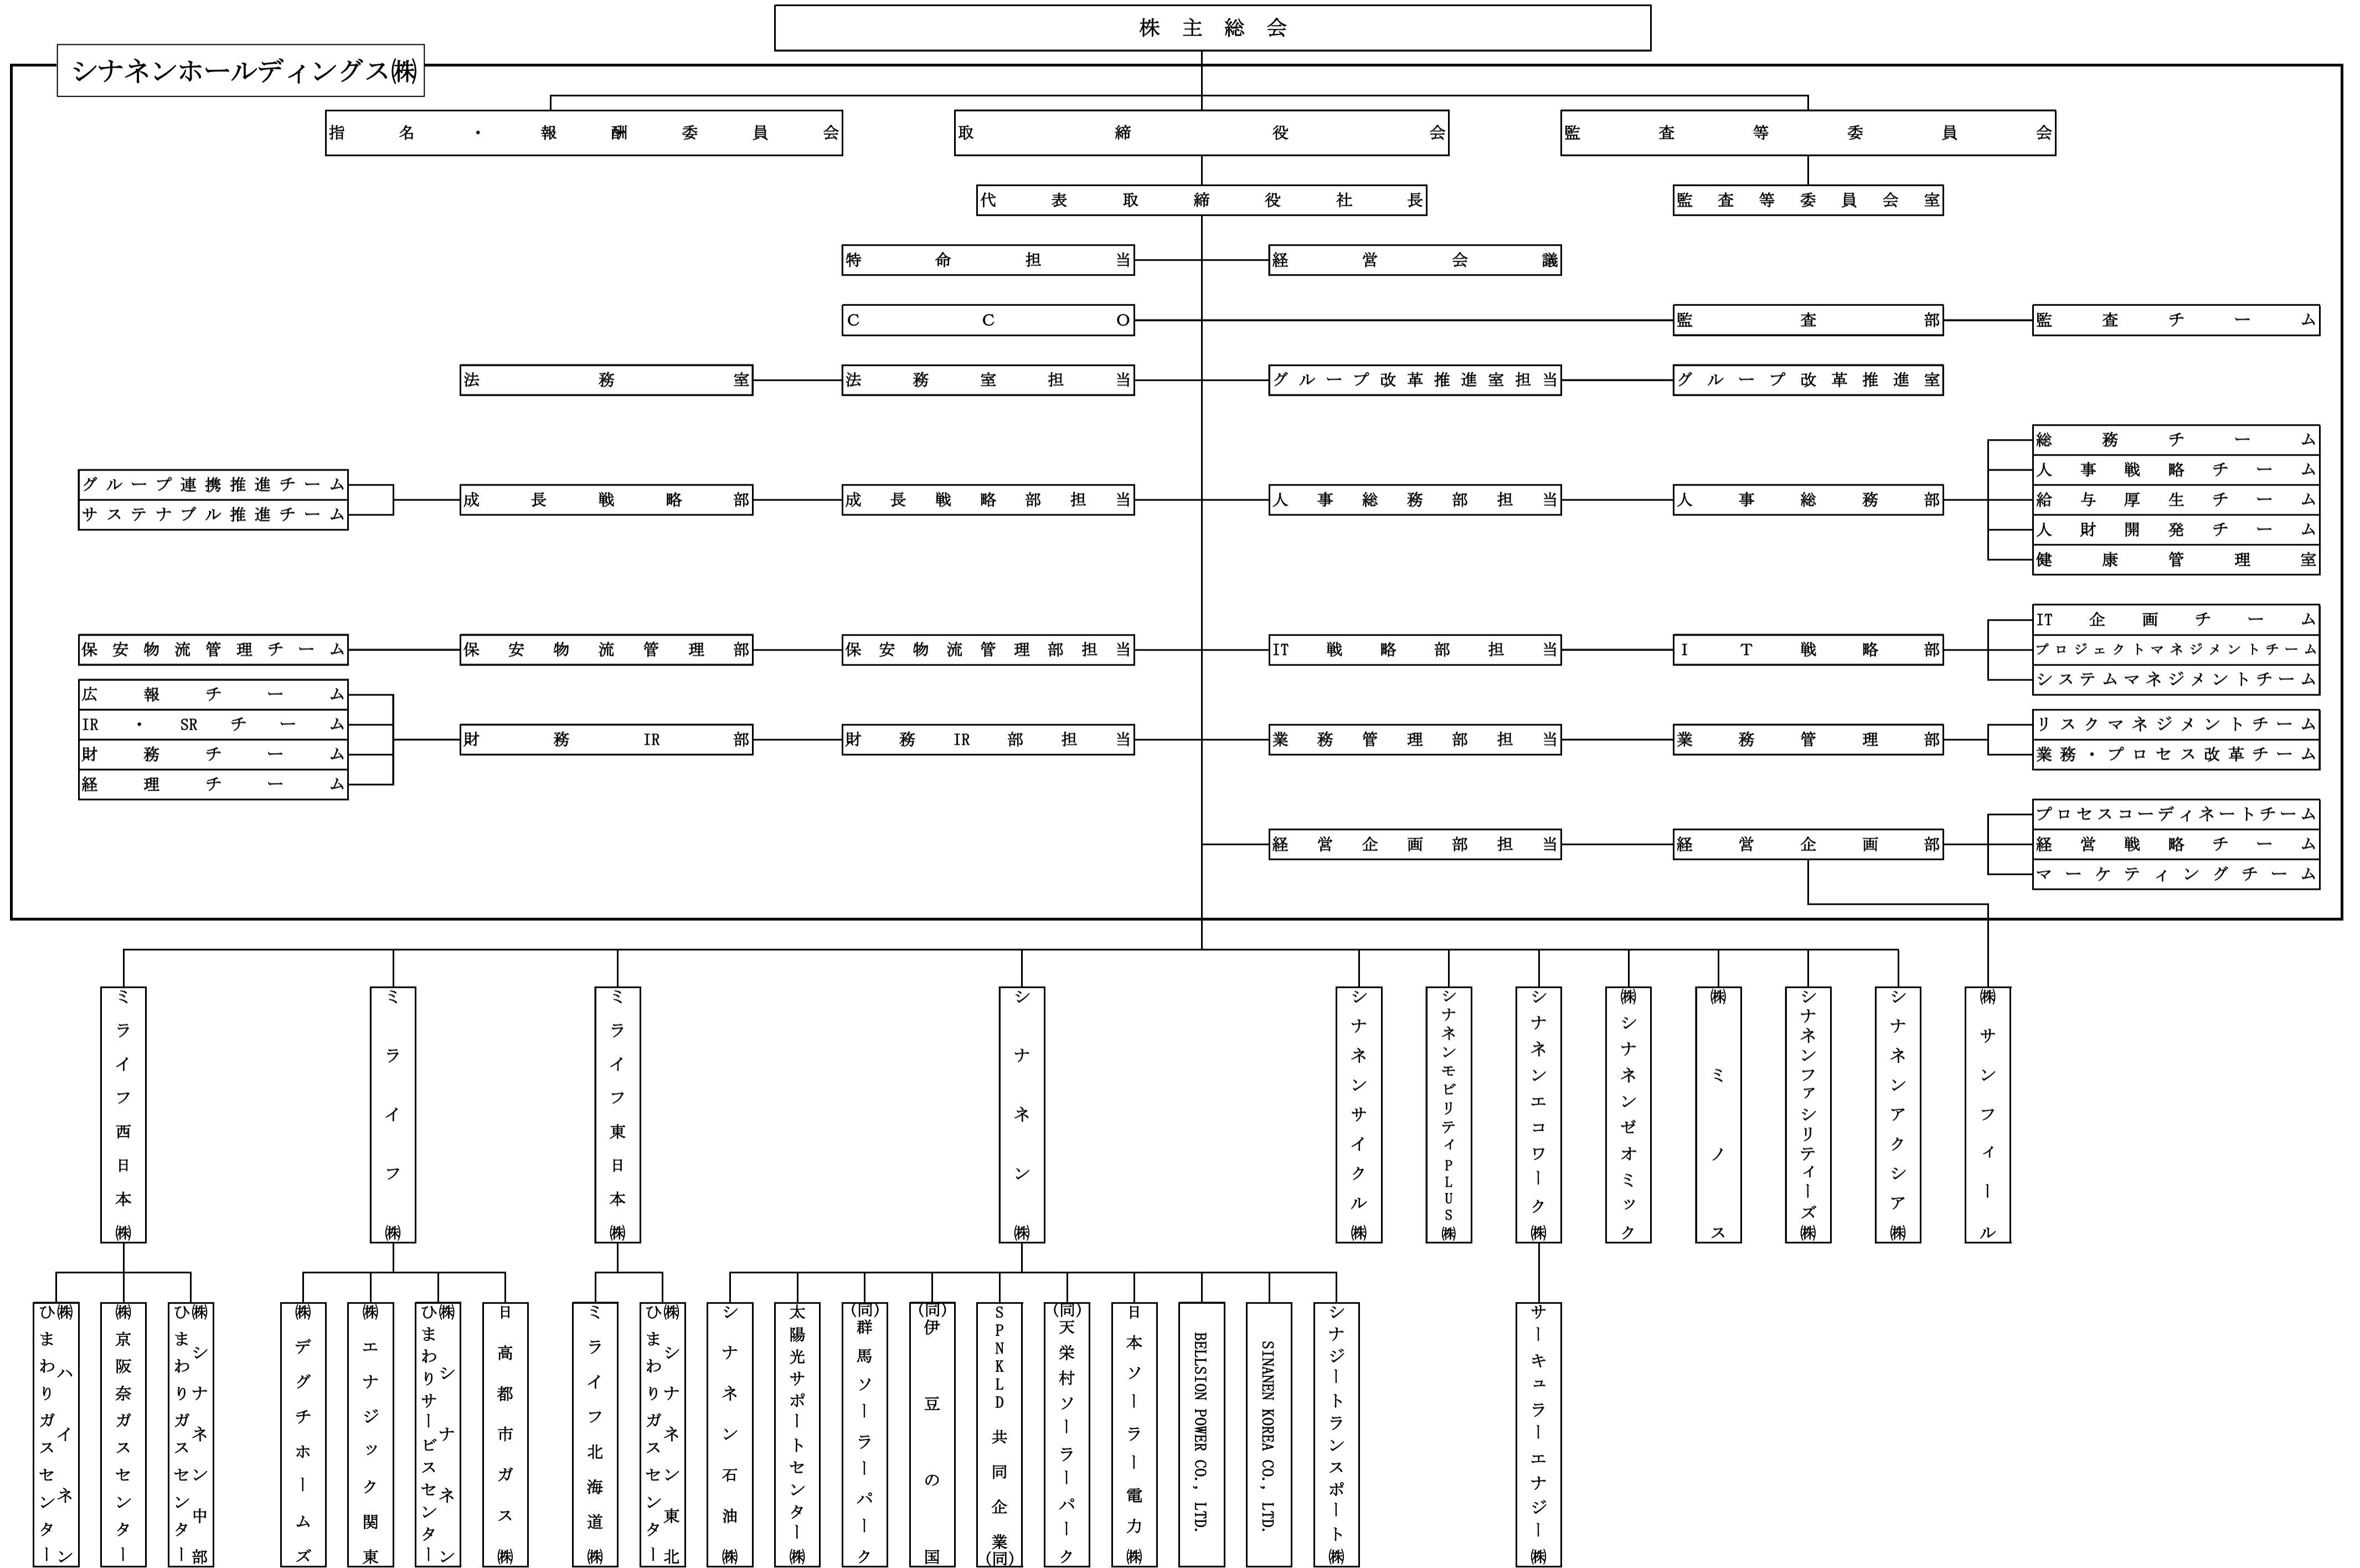 株主総会
シナネンホールディングス㈱
指名・報酬委員会
取締役会
監査等委員会
代表取締役社長
監査等委員会室
特命担当
経営会議
CCO
監査部
監査チーム
法務室
法務室担当
グループ改革推進室担当
グループ改革推進室
グループ連携推進チーム
サステナブル推進チーム
成長戦略部
成長戦略部担当
人事総務部担当
人事総務部
総務チーム
人事戦略チーム
給与厚生チーム
人財開発チーム
健康管理室
保安物流管理チーム
保安物流管理部
保安物流管理部担当
IT戦略部担当
IT戦略部
IT企画チーム
プロジェクトマネジメントチーム
システムマネジメントチーム
広報チーム
IR・SRチーム
財務チーム
経理チーム
財務IR部
財務IR部担当
業務管理部担当
業務管理部
リスクマネジメントチーム
業務・プロセス改革チーム
経営企画部担当
経営企画部
プロセスコーディネートチーム
経営戦略チーム
マーケティングチーム
ミライフ西日本㈱
ミライフ㈱
ミライフ東日本㈱
シナネン㈱
シナネンサイクル㈱
シナネンモビリティPLUS㈱
シナネンエコワーク㈱
㈱シナネンゼオミック
㈱ミノス
シナネンファシリティーズ㈱
シナネンアクシア㈱
㈱サンフィール
㈱ハイネン
ひまわりガスセンター
㈱京阪奈ガスセンター
㈱シナネン中部
ひまわりガスセンター
㈱デグチホームズ
㈱エナジック関東
㈱シナネン
ひまわりサービスセンター
日高都市ガス㈱
ミライフ北海道㈱
㈱シナネン東北
ひまわりガスセンター
シナネン石油㈱
太陽光サポートセンター㈱
(同)群馬ソーラーパーク
(同)伊豆の国
SPNKLD共同企業(同)
(同)天栄村ソーラーパーク
日本ソーラー電力㈱
BELLSION POWER CO., LTD.
SINANEN KOREA CO., LTD.
シナジートランスポート㈱
サーキュラーエナジー㈱